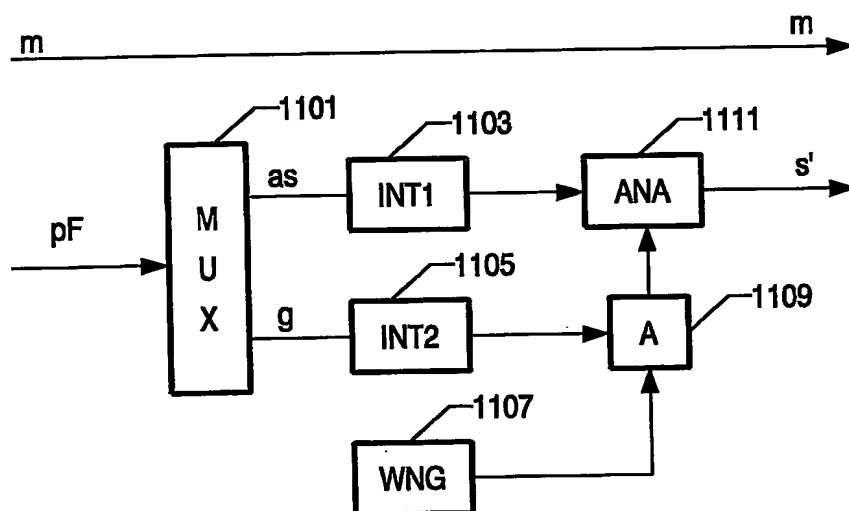 m
m
1101
1103
1111
as
INT1
ANA
s'
pF
M
U
X
1105
g
INT2
A
1109
1107
WNG